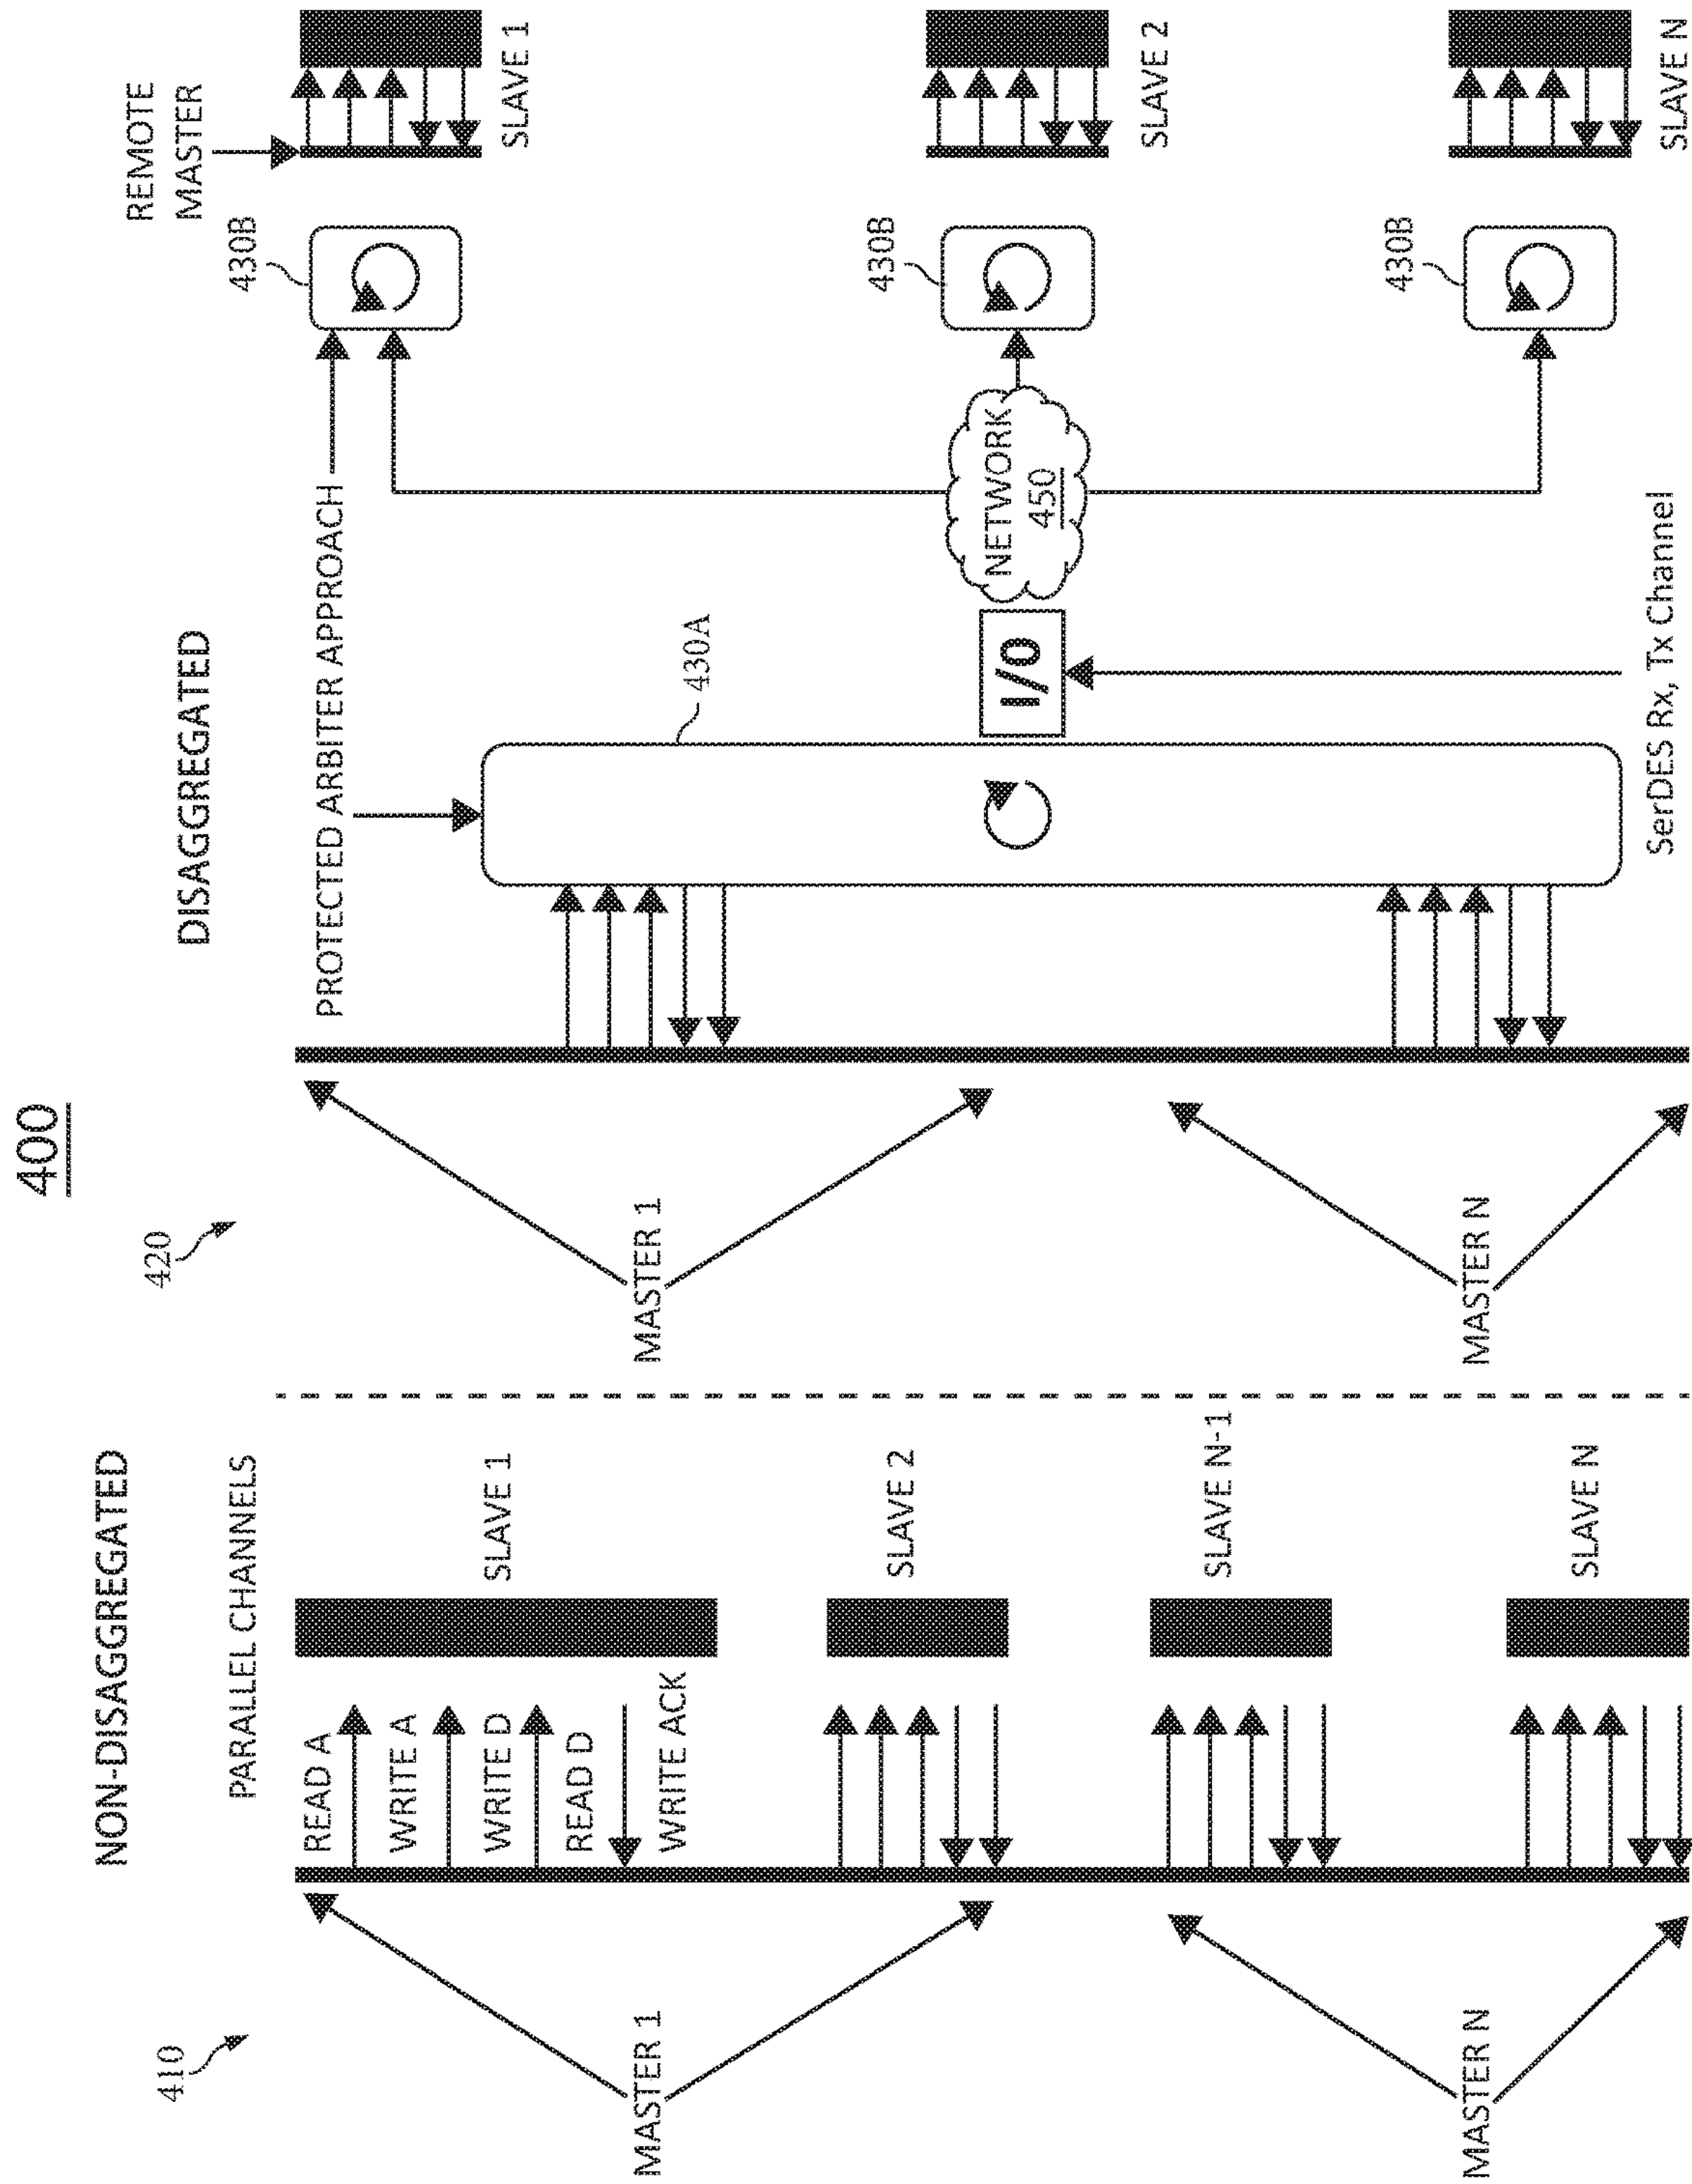 400
NON-DISAGGREGATED
410
PARALLEL CHANNELS
MASTER 1
READ A
WRITE A
WRITE D
READ D
WRITE ACK
SLAVE 1
SLAVE 2
MASTER N
SLAVE N-1
SLAVE N
DISAGGREGATED
420
PROTECTED ARBITER APPROACH
MASTER 1
MASTER N
430A
I/O
NETWORK
450
SerDES Rx, Tx Channel
REMOTE
MASTER
430B
SLAVE 1
430B
SLAVE 2
430B
SLAVE N